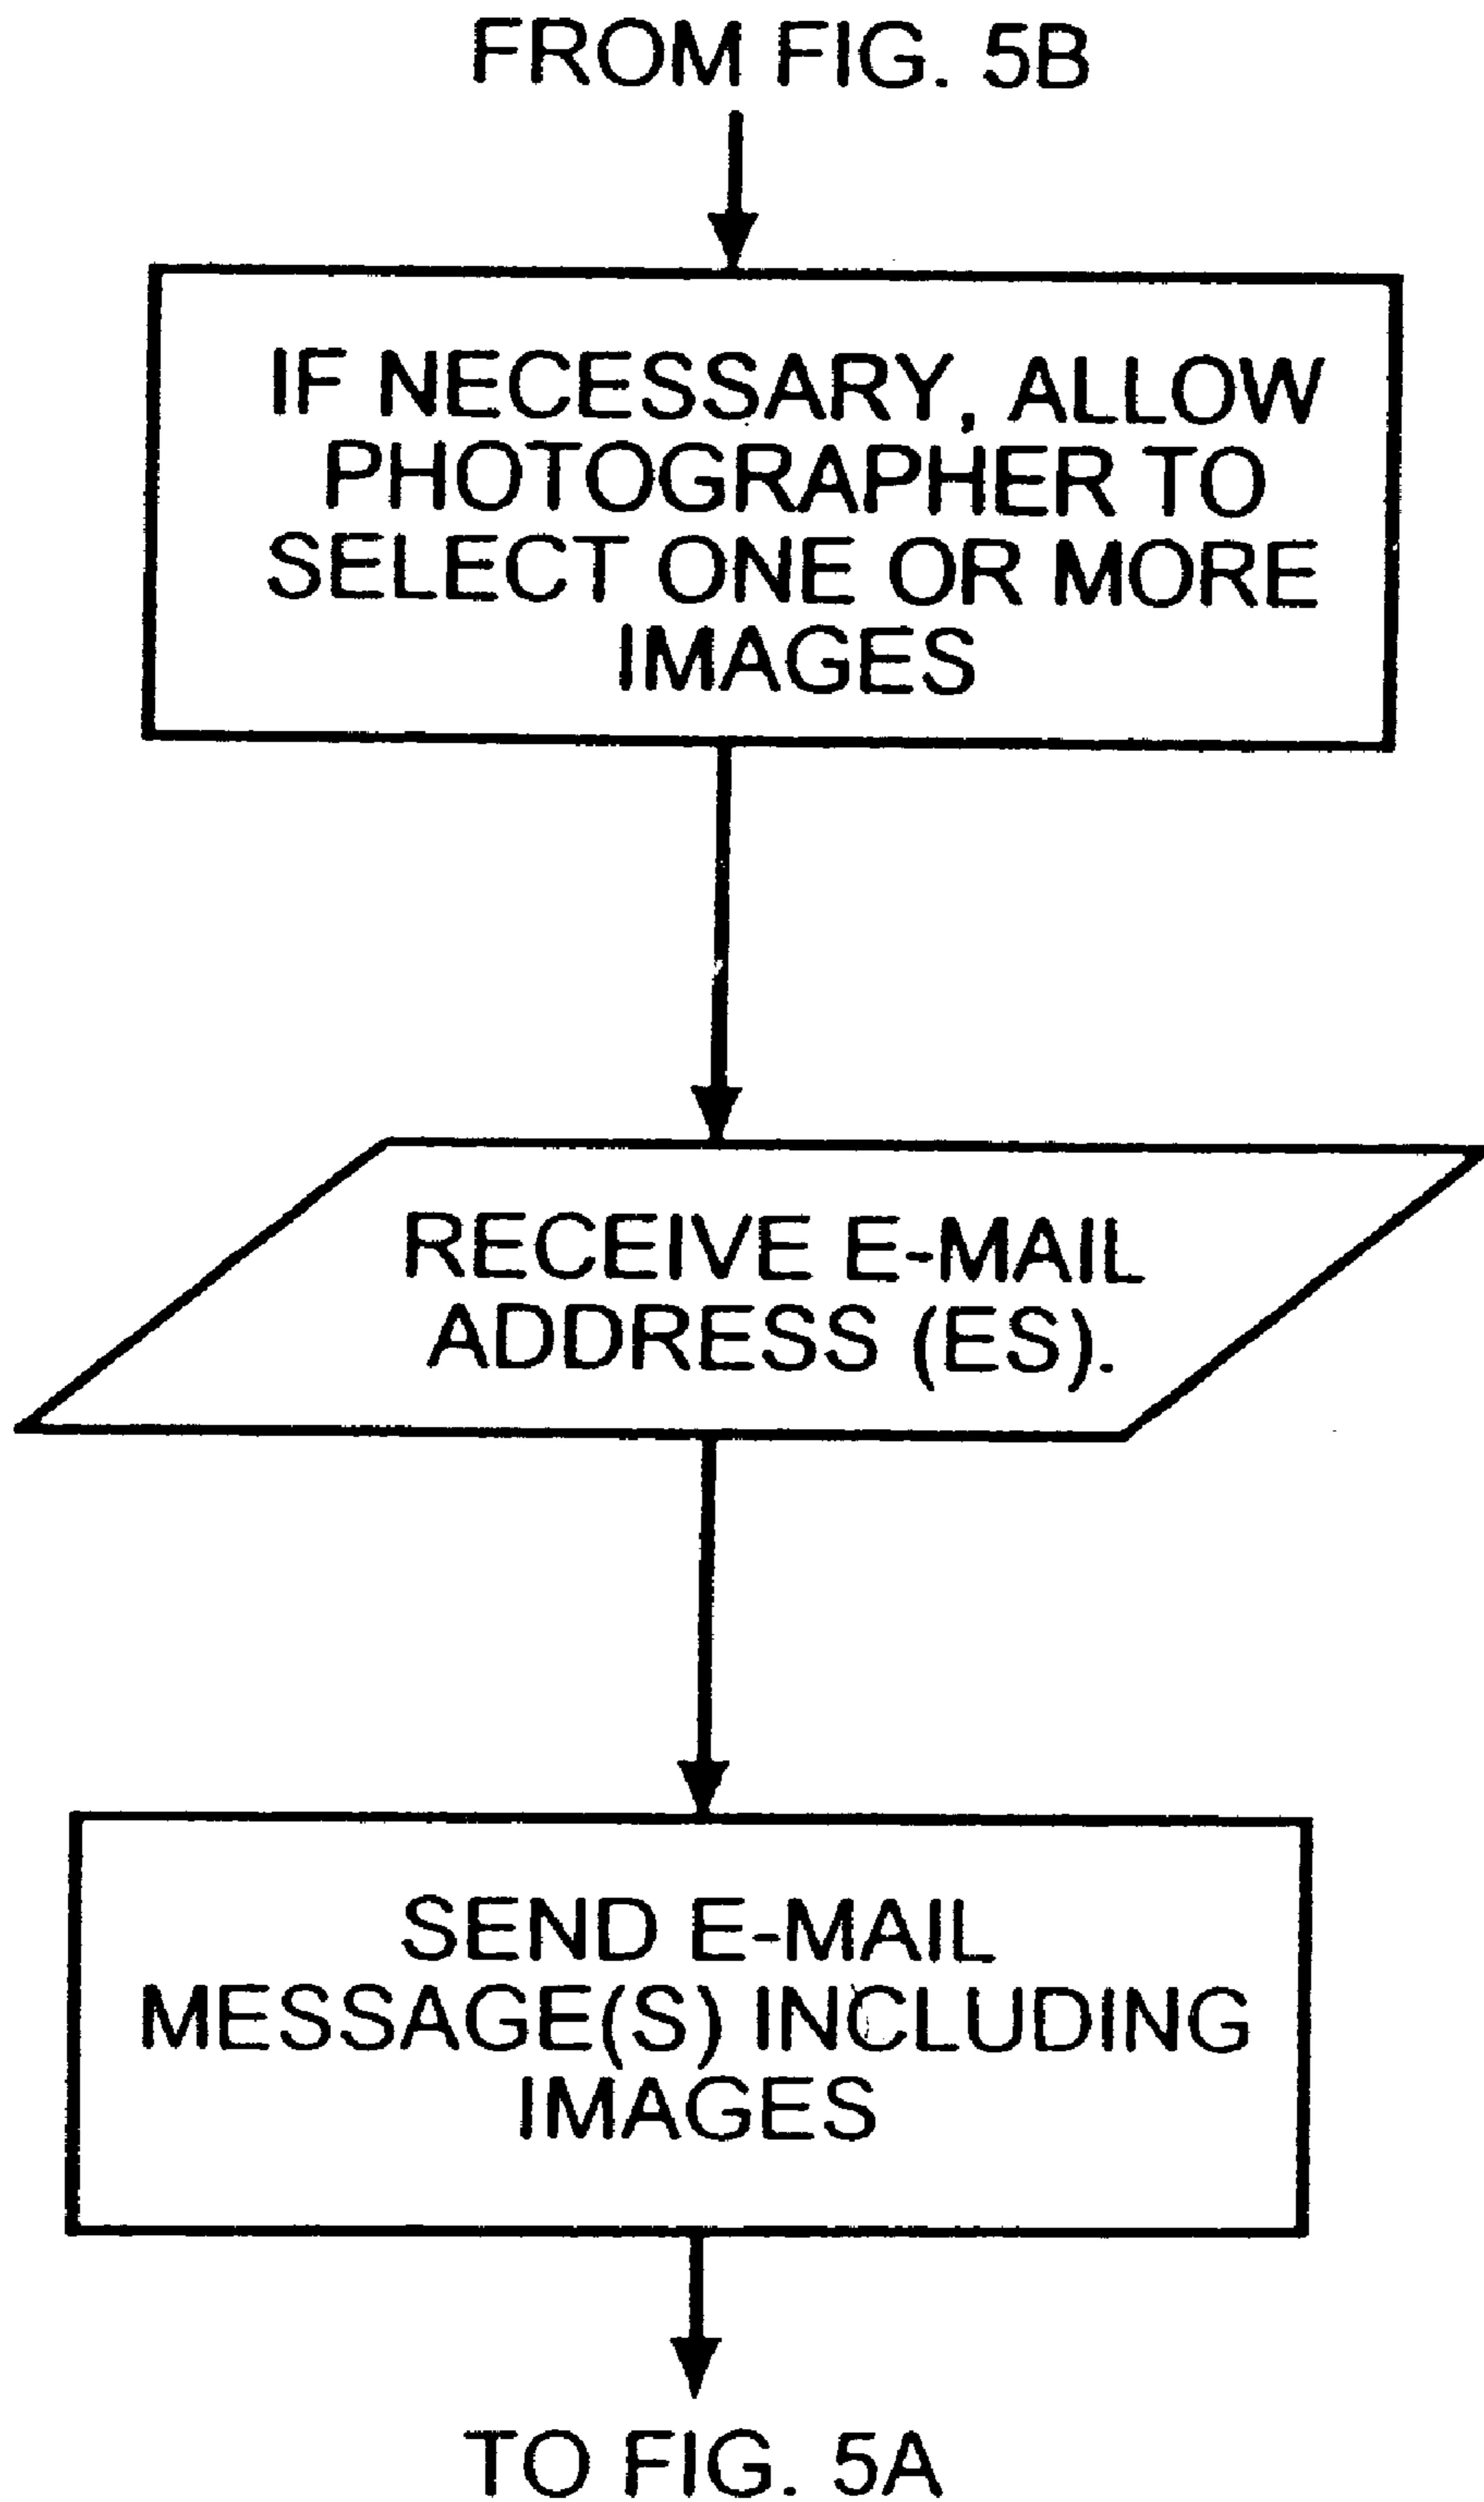 FROM FIG. 5B
IF NECESSARY, ALLOW
PHOTOGRAPHER TO
SELECT ONE OR MORE
IMAGES
RECEIVE E-MAIL
ADDRESS (ES).
SEND E-MAIL
MESSAGE(S) INCLUDING
IMAGES
TO FIG. 5A